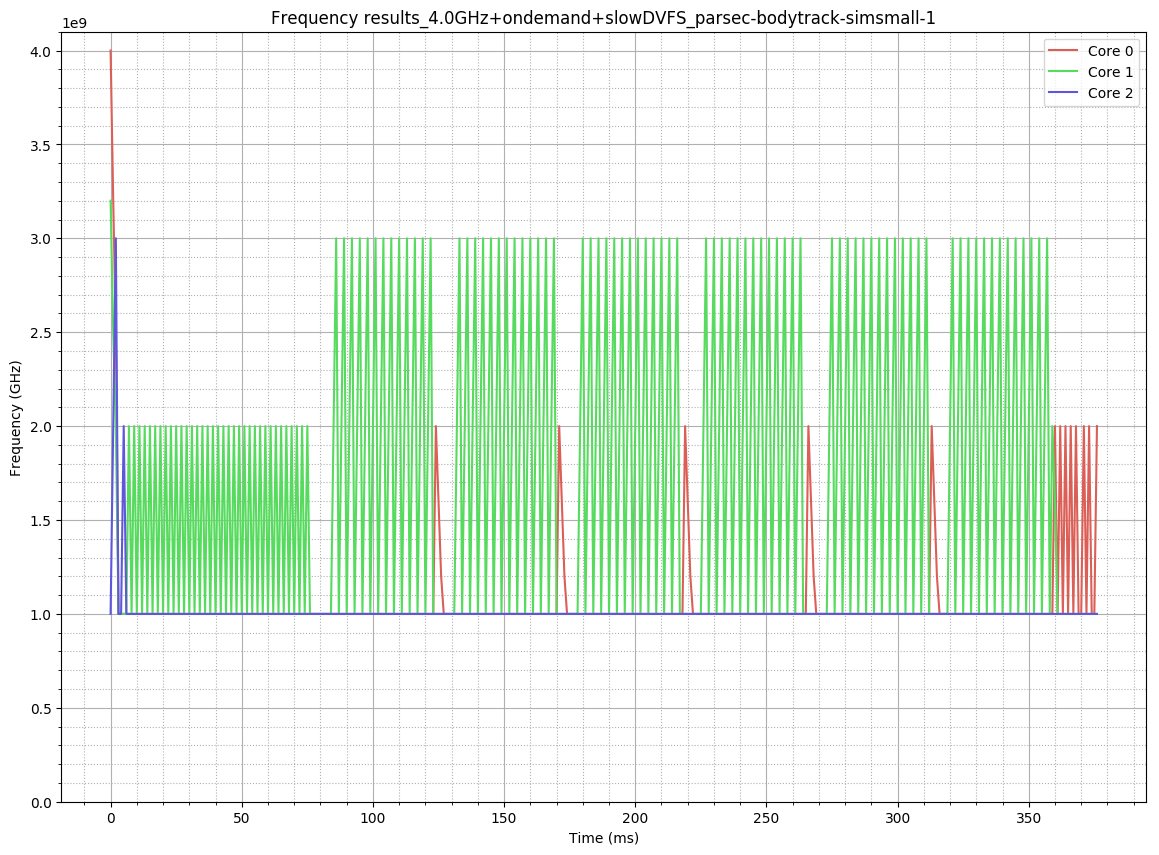 Frequency results_4.0GHz+ondemand+slowDVFS_parsec-bodytrack-simsmall-1
1e9
Core 0
Core 1
Core 2
4.0
3.5
3.0
2.5
2.0
1.5
1.0
0.5
0.0
Frequency (GHz)
0 50 100 150 200 250 300 350
Time (ms)